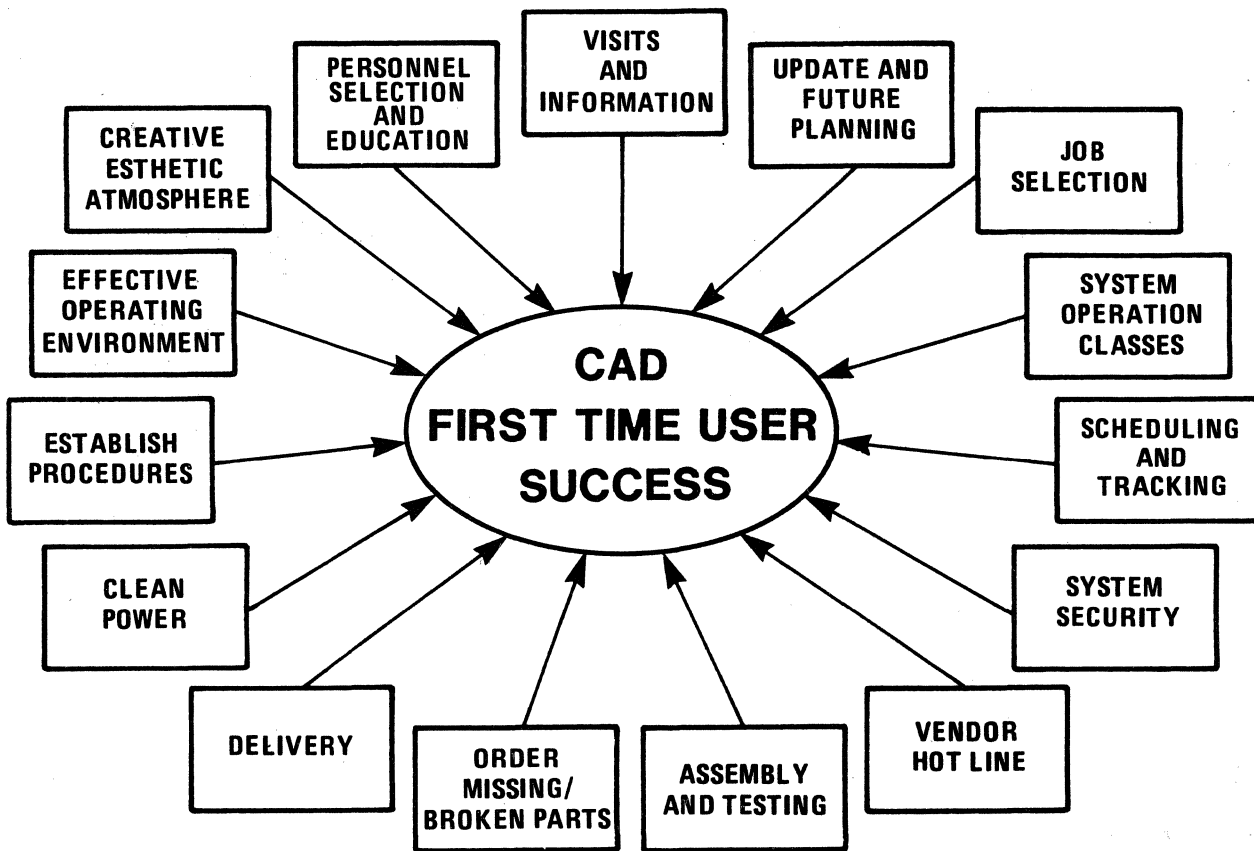 VISITS
AND
INFORMATION
PERSONNEL
SELECTION
AND
EDUCATION
UPDATE AND
FUTURE
PLANNING
CREATIVE
ESTHETIC
ATMOSPHERE
JOB
SELECTION
EFFECTIVE
OPERATING
ENVIRONMENT
SYSTEM
OPERATION
CLASSES
CAD
FIRST TIME USER
SUCCESS
ESTABLISH
PROCEDURES
SCHEDULING
AND
TRACKING
CLEAN
POWER
SYSTEM
SECURITY
DELIVERY
ORDER
MISSING/
BROKEN PARTS
ASSEMBLY
AND TESTING
VENDOR
HOT LINE